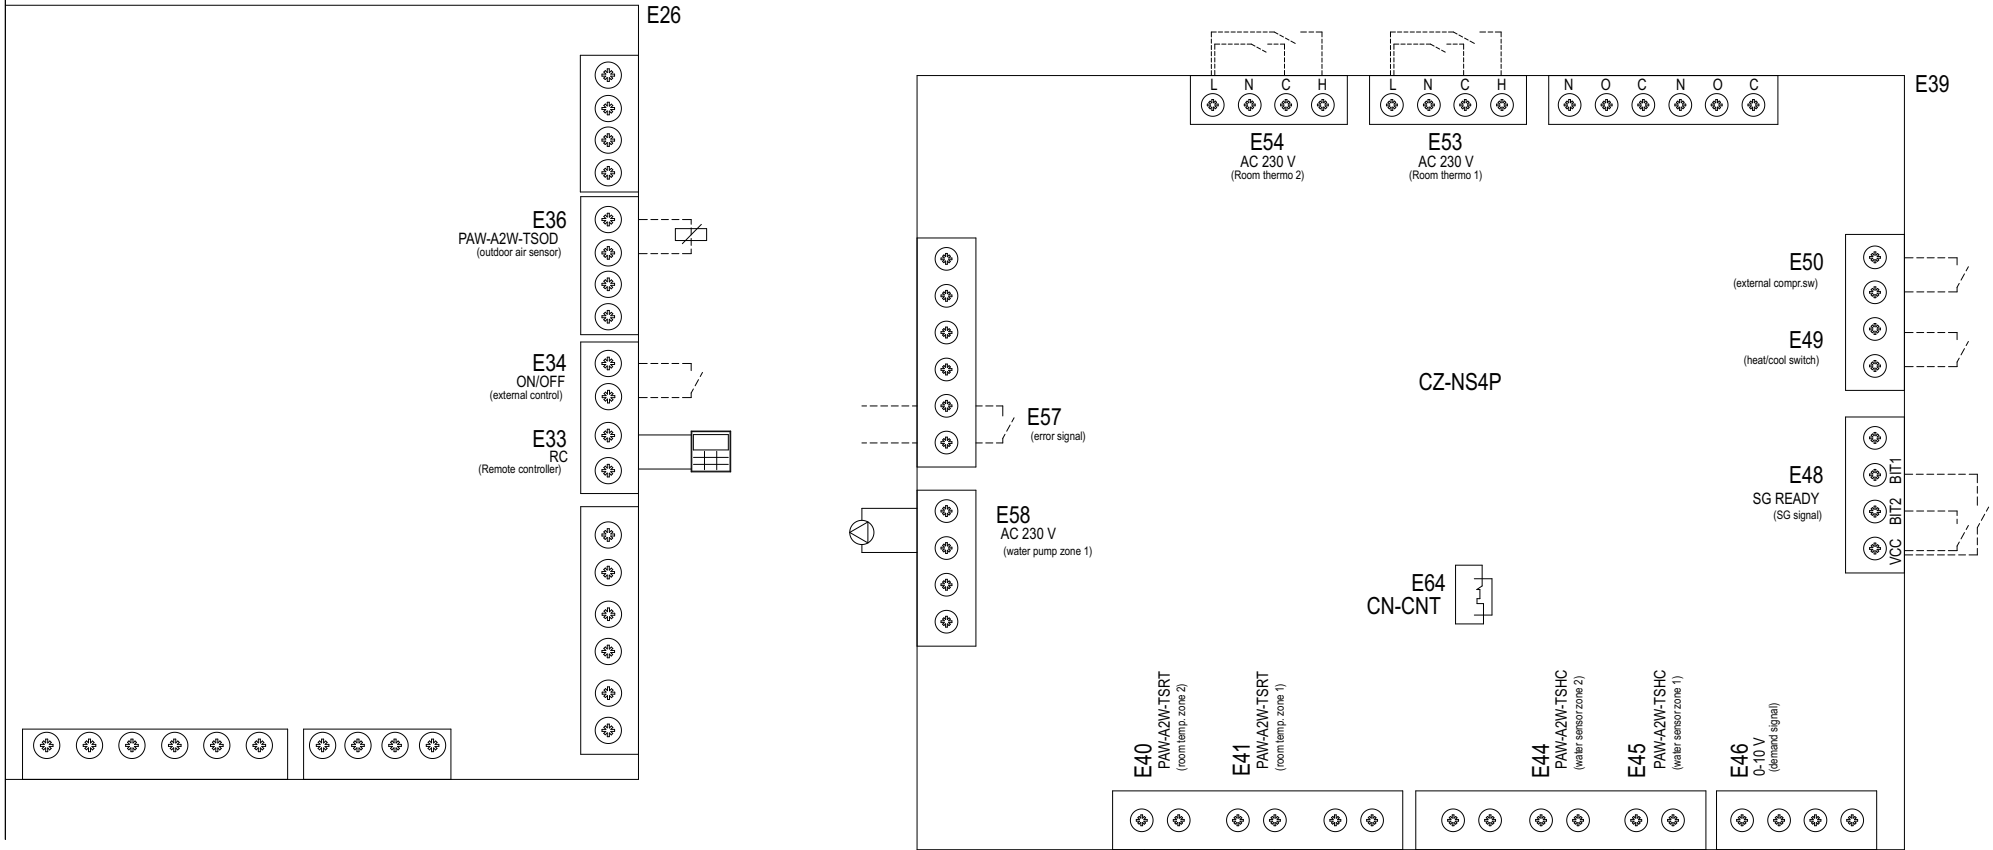 E26
E36
PAW-A2W-TSOD
(outdoor air sensor)
E34
ON/OFF
(external control)
E33
RC
(Remote controller)
E39
L N C H
L N C H
N O C N O C
E54
AC 230 V
(Room thermo 2)
E53
AC 230 V
(Room thermo 1)
E50
(external compr.sw)
E49
(heat/cool switch)
CZ-NS4P
E57
(error signal)
E48
SG READY
(SG signal)
BIT1
BIT2
VCC
E58
AC 230 V
(water pump zone 1)
E64
CN-CNT
E40
PAW-A2W-TSRT
(room temp. zone 2)
E41
PAW-A2W-TSRT
(room temp. zone 1)
E44
PAW-A2W-TSHC
(water sensor zone 2)
E45
PAW-A2W-TSHC
(water sensor zone 1)
E46
0-10 V
(demand signal)